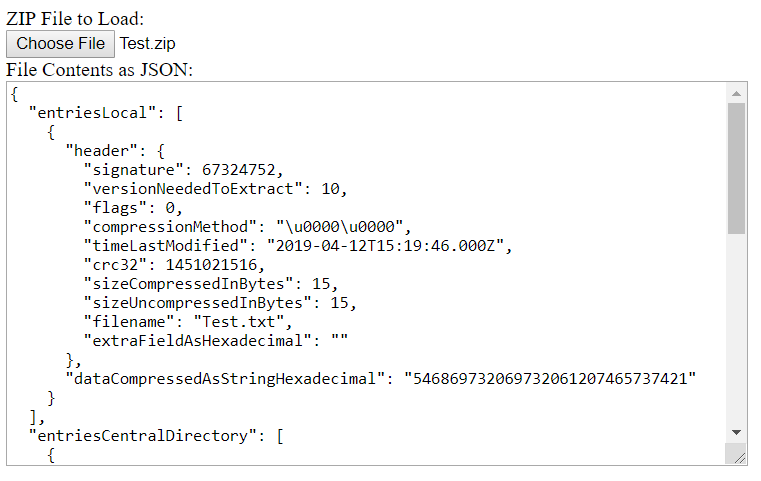 ZIP File to Load:
Choose File Test.zip
File Contents as JSON:
{
  "entriesLocal": [
    {
      "header": {
        "signature": 67324752,
        "versionNeededToExtract": 10,
        "flags": 0,
        "compressionMethod": "\u0000\u0000",
        "timeLastModified": "2019-04-12T15:19:46.000Z",
        "crc32": 1451021516,
        "sizeCompressedInBytes": 15,
        "sizeUncompressedInBytes": 15,
        "filename": "Test.txt",
        "extraFieldAsHexadecimal": ""
      },
      "dataCompressedAsStringHexadecimal": "546869732069732061207465737421"
    }
  ],
  "entriesCentralDirectory": [
    {